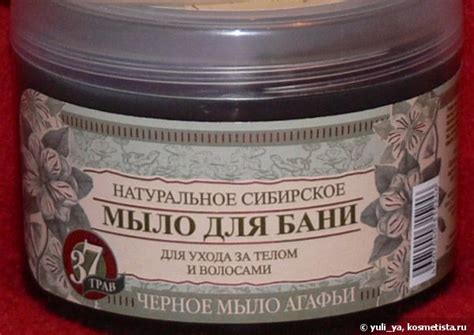 НАТУРАЛЬНОЕ СИБИРСКОЕ
МЫЛО ДЛЯ БАНИ
ДЛЯ УХОДА ЗА ТЕЛОМ
И ВОЛОСАМИ
37
ТРАВ
ЧЕРНОЕ МЫЛО АГАФЬИ
© yuli_ya, kosmetista.ru